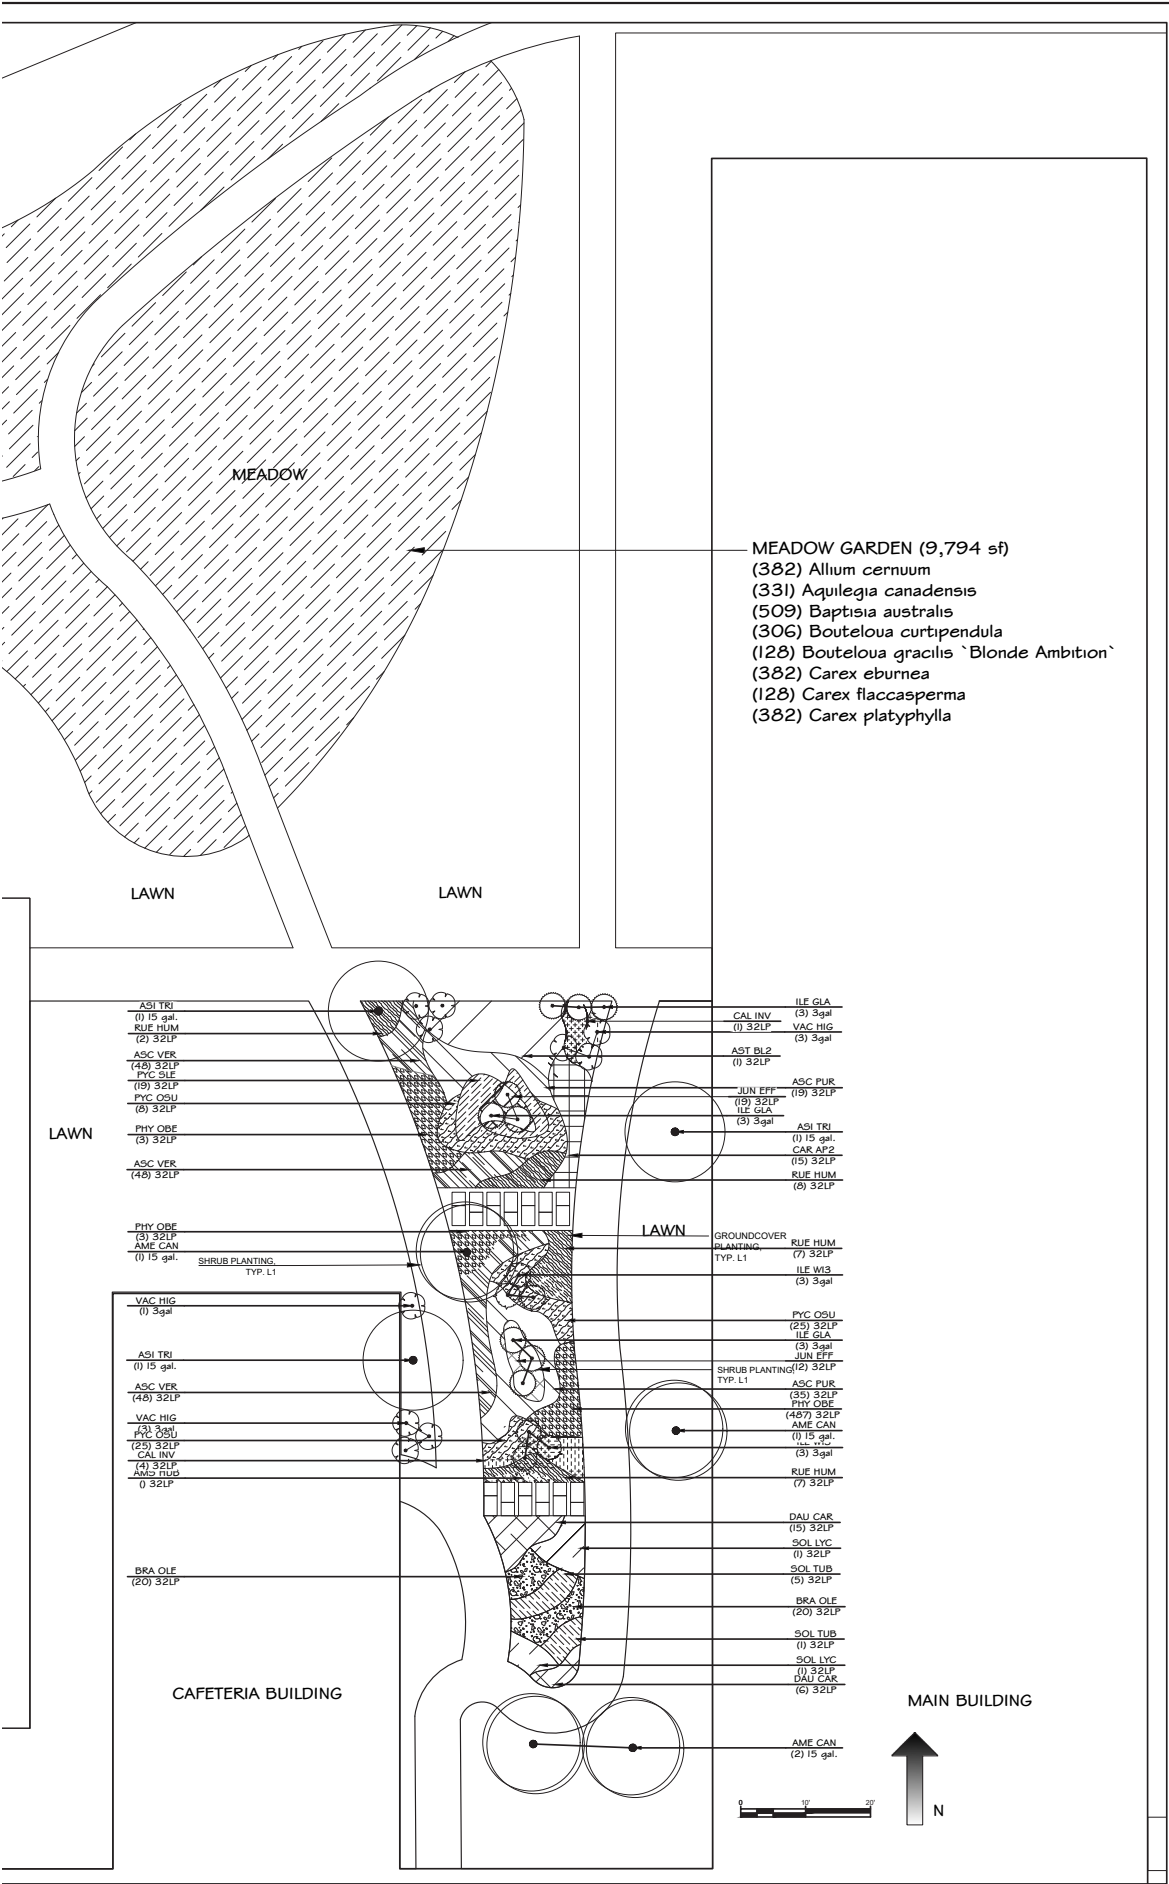 MEADOW
MEADOW GARDEN (9,794 sf)
(382) Allium cernuum
(331) Aquilegia canadensis
(509) Baptisia australis
(306) Bouteloua curtipendula
(128) Bouteloua gracilis `Blonde Ambition`
(382) Carex eburnea
(128) Carex flaccasperma
(382) Carex platyphylla
LAWN
LAWN
ASI TRI
(1) 15 gal.
RUE HUM
(2) 32LP
ASC VER
(48) 32LP
PYC SLE
(19) 32LP
PYC OSU
(8) 32LP
LAWN
PHY OBE
(3) 32LP
ASC VER
(48) 32LP
PHY OBE
(3) 32LP
AME CAN
(1) 15 gal.
SHRUB PLANTING,
TYP. L1
VAC HIG
(1) 3gal
ASI TRI
(1) 15 gal.
ASC VER
(48) 32LP
VAC HIG
(3) 3gal
PYC OSU
(25) 32LP
CAL INV
(4) 32LP
AMS HUB
() 32LP
BRA OLE
(20) 32LP
CAFETERIA BUILDING
ILE GLA
(3) 3gal
CAL INV
(1) 32LP
VAC HIG
(3) 3gal
AST BL2
(1) 32LP
ASC PUR
(19) 32LP
JUN EFF
(19) 32LP
ILE GLA
(3) 3gal
ASI TRI
(1) 15 gal.
CAR AP2
(15) 32LP
RUE HUM
(8) 32LP
LAWN
GROUNDCOVER
PLANTING,
TYP. L1
RUE HUM
(7) 32LP
ILE WI3
(3) 3gal
PYC OSU
(25) 32LP
ILE GLA
(3) 3gal
JUN EFF
(12) 32LP
SHRUB PLANTING,
TYP. L1
ASC PUR
(35) 32LP
PHY OBE
(487) 32LP
AME CAN
(1) 15 gal.
ILE WI3
(3) 3gal
RUE HUM
(7) 32LP
DAU CAR
(15) 32LP
SOL LYC
(1) 32LP
SOL TUB
(5) 32LP
BRA OLE
(20) 32LP
SOL TUB
(1) 32LP
SOL LYC
(1) 32LP
DAU CAR
(6) 32LP
MAIN BUILDING
AME CAN
(2) 15 gal.
0 10' 20'
N